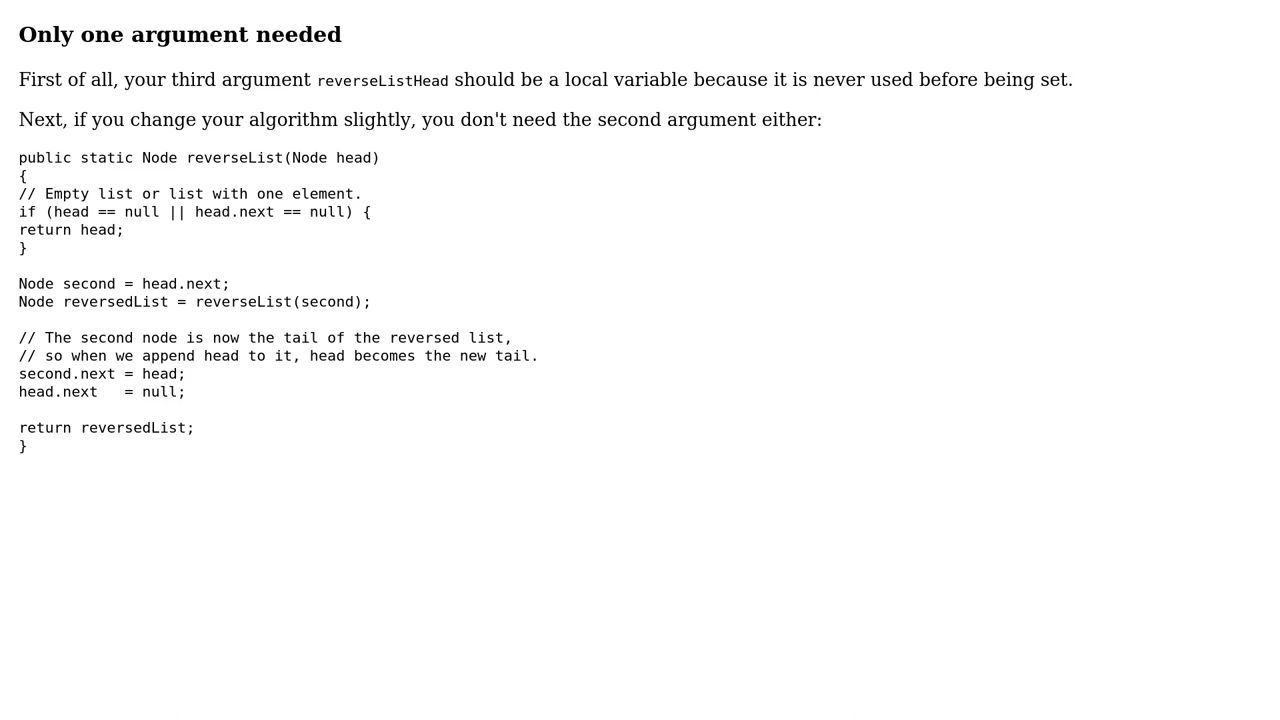 Only one argument needed
First of all, your third argument reverseListHead should be a local variable because it is never used before being set.
Next, if you change your algorithm slightly, you don't need the second argument either:
public static Node reverseList(Node head)
{
// Empty list or list with one element.
if (head == null || head.next == null) {
return head;
}
Node second = head.next;
Node reversedList = reverseList(second);
// The second node is now the tail of the reversed list,
// so when we append head to it, head becomes the new tail.
second.next = head;
head.next   = null;
return reversedList;
}